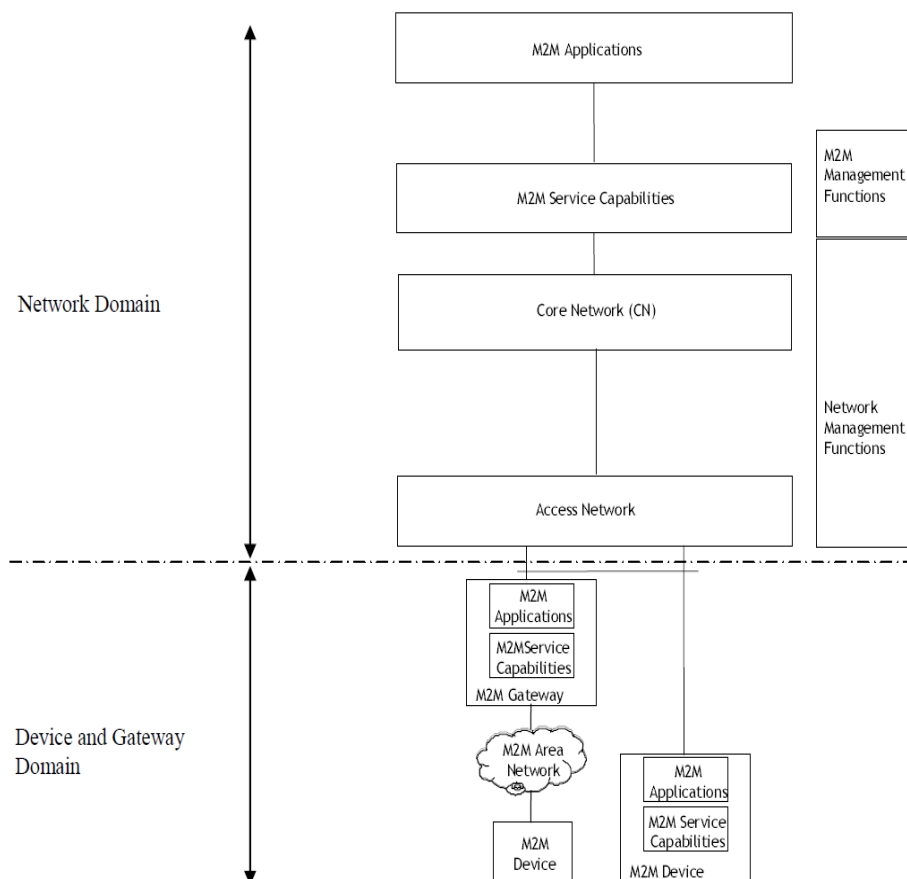 M2M Applications
M2M Service Capabilities
M2M
Management
Functions
Core Network (CN)
Network Domain
Network
Management
Functions
Access Network
M2M
Applications
M2MService
Capabilities
M2M Gateway
M2M Area
Network
M2M
Device
Device and Gateway
Domain
M2M
Applications
M2M Service
Capabilities
M2M Device